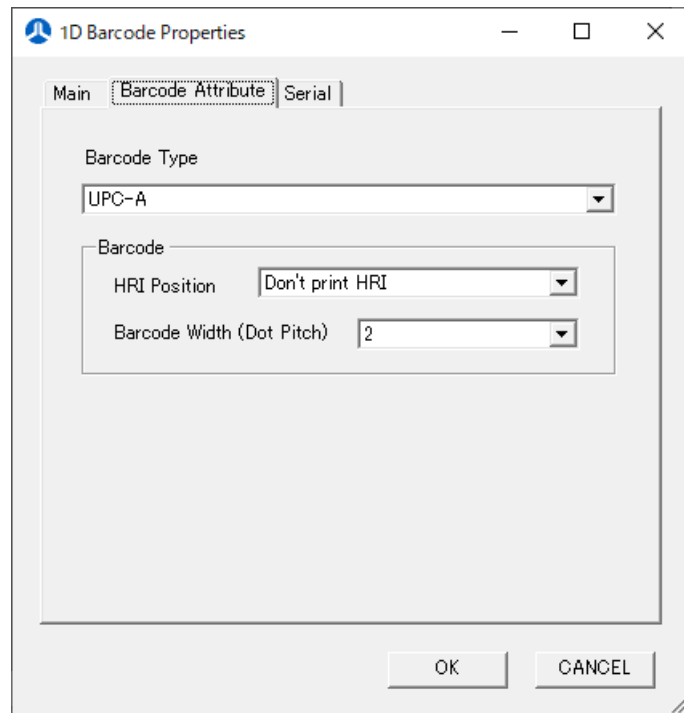 1D Barcode Properties
Main Barcode Attribute Serial
Barcode Type
UPC-A
Barcode
HRI Position Don't print HRI
Barcode Width (Dot Pitch) 2
OK CANCEL